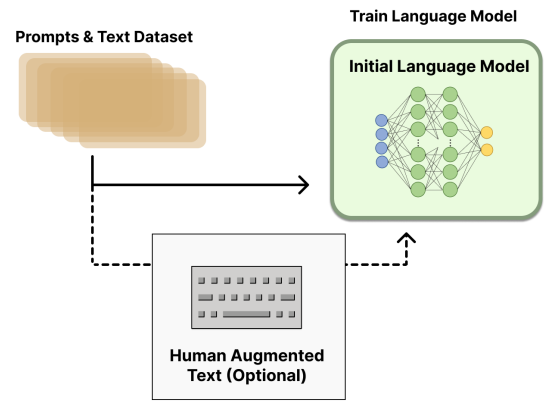 Train Language Model
Prompts & Text Dataset
Initial Language Model
Human Augmented
Text (Optional)